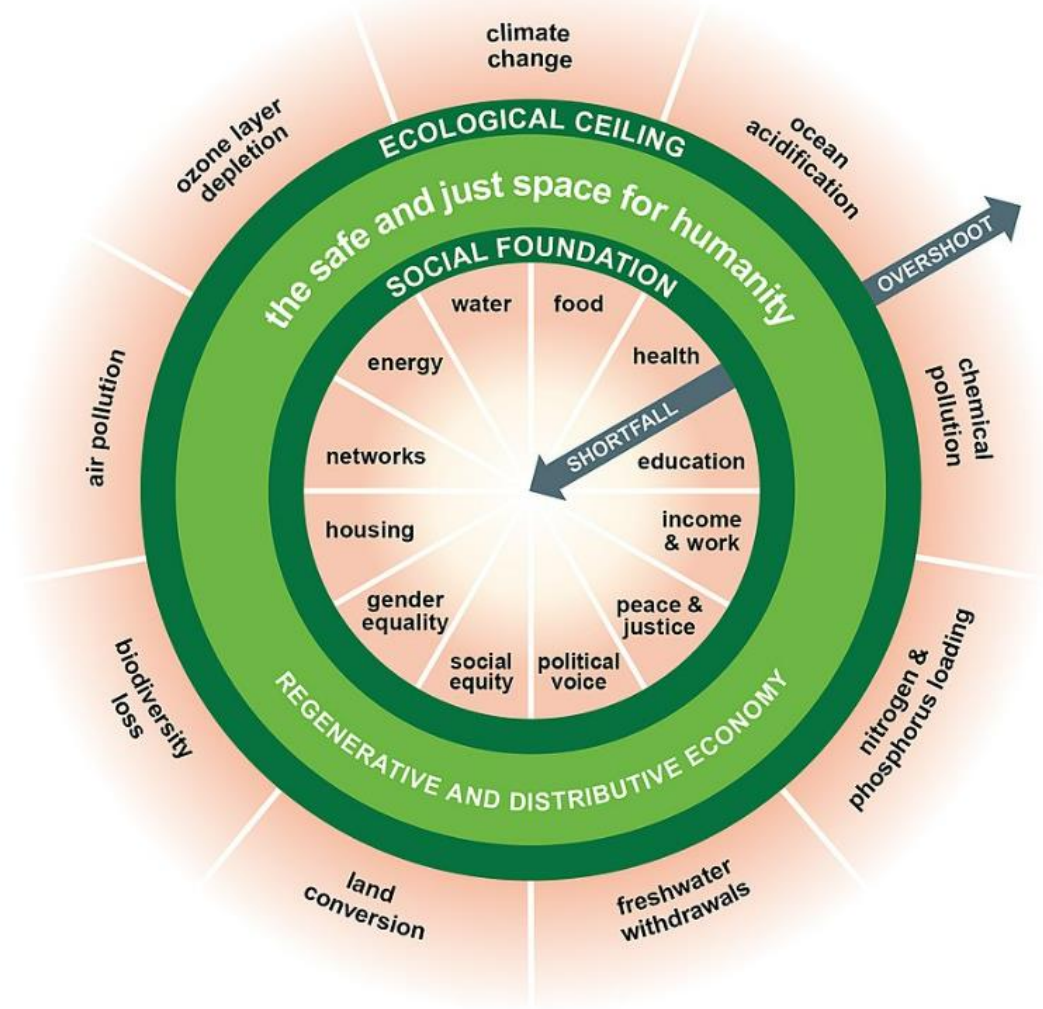 climate
change
ozone layer
depletion
ocean
acidification
ECOLOGICAL CEILING
the safe and just space for humanity
SOCIAL FOUNDATION
OVERSHOOT
water
food
energy
health
SHORTFALL
air pollution
chemical
pollution
networks
education
housing
income
& work
gender
equality
peace &
justice
social
equity
political
voice
REGENERATIVE AND DISTRIBUTIVE ECONOMY
biodiversity
loss
nitrogen &
phosphorus loading
land
conversion
freshwater
withdrawals